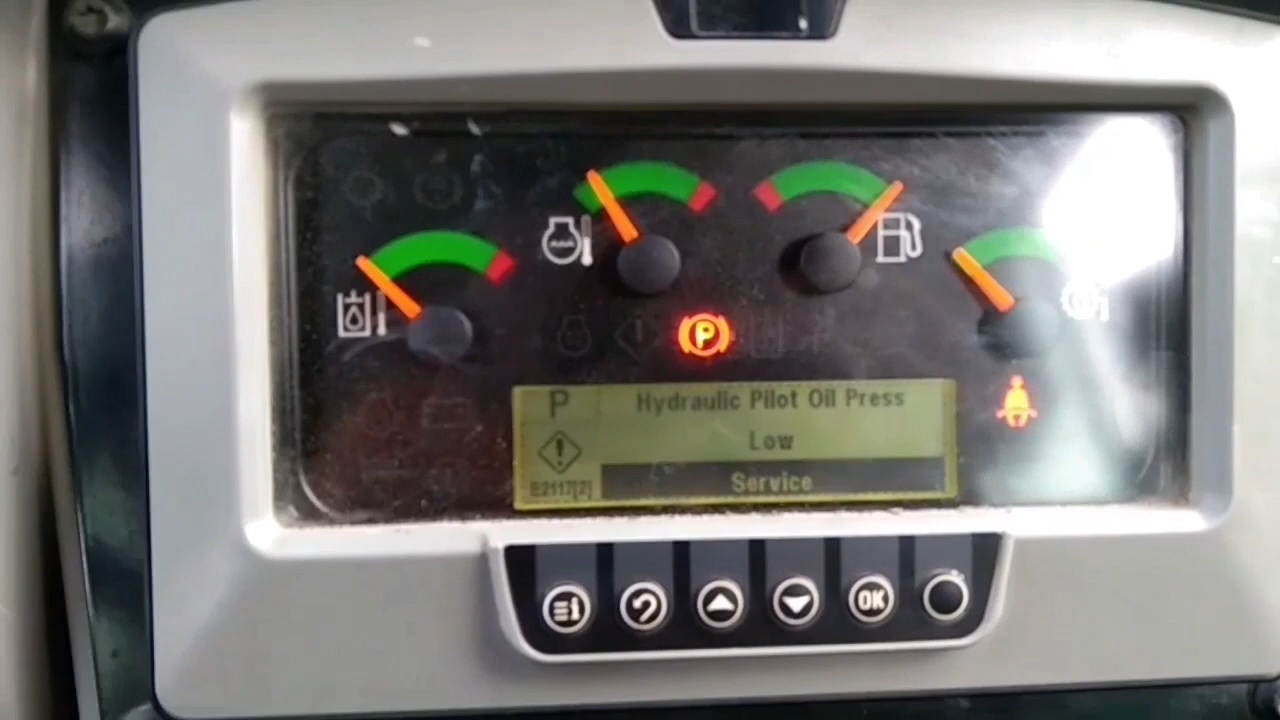 P
P
Hydraulic Pilot Oil Press
Low
E2117[2]
Service
OK